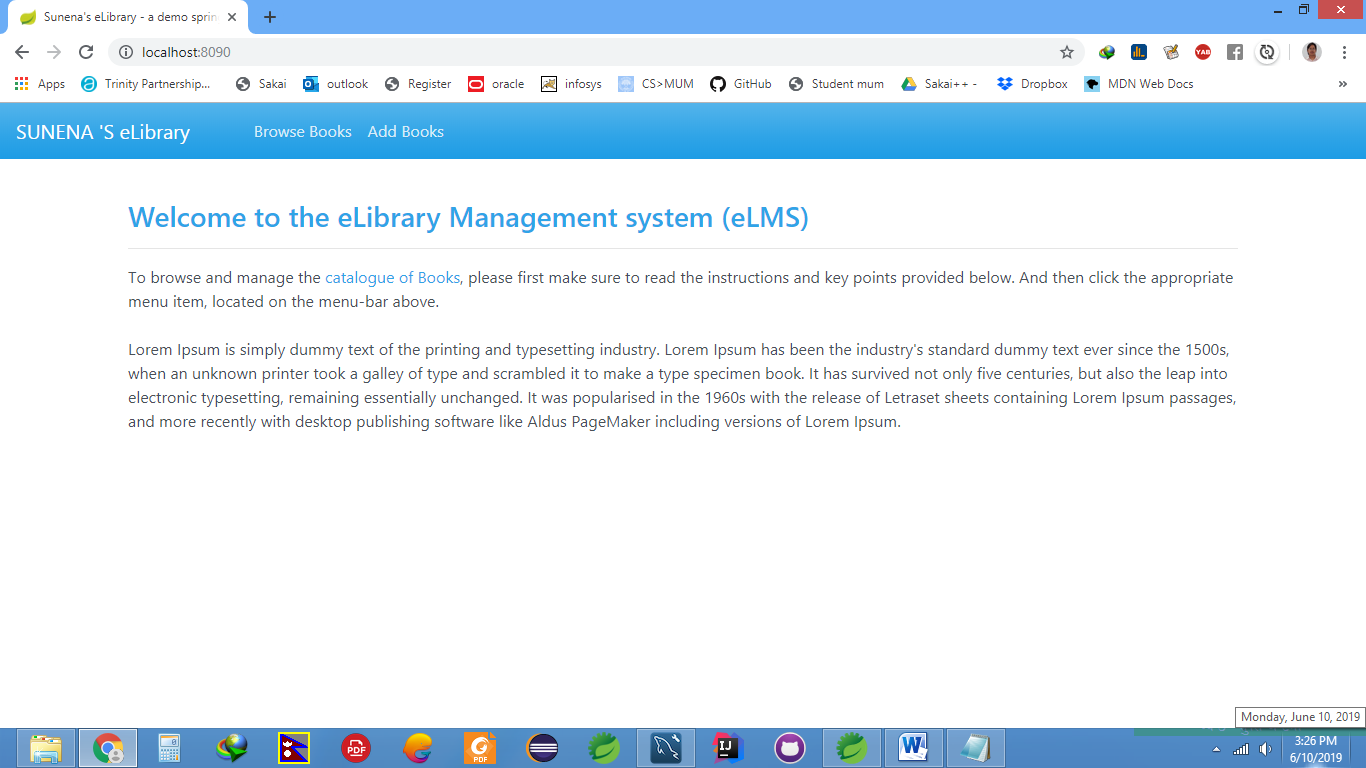 Sunena's eLibrary - a demo sprin
localhost:8090
Apps Trinity Partnership... Sakai outlook Register oracle infosys CS>MUM GitHub Student mum Sakai++ - Dropbox MDN Web Docs »
SUNENA 'S eLibrary Browse Books Add Books
Welcome to the eLibrary Management system (eLMS)
To browse and manage the catalogue of Books, please first make sure to read the instructions and key points provided below. And then click the appropriate
menu item, located on the menu-bar above.
Lorem Ipsum is simply dummy text of the printing and typesetting industry. Lorem Ipsum has been the industry's standard dummy text ever since the 1500s,
when an unknown printer took a galley of type and scrambled it to make a type specimen book. It has survived not only five centuries, but also the leap into
electronic typesetting, remaining essentially unchanged. It was popularised in the 1960s with the release of Letraset sheets containing Lorem Ipsum passages,
and more recently with desktop publishing software like Aldus PageMaker including versions of Lorem Ipsum.
Monday, June 10, 2019
3:26 PM
6/10/2019